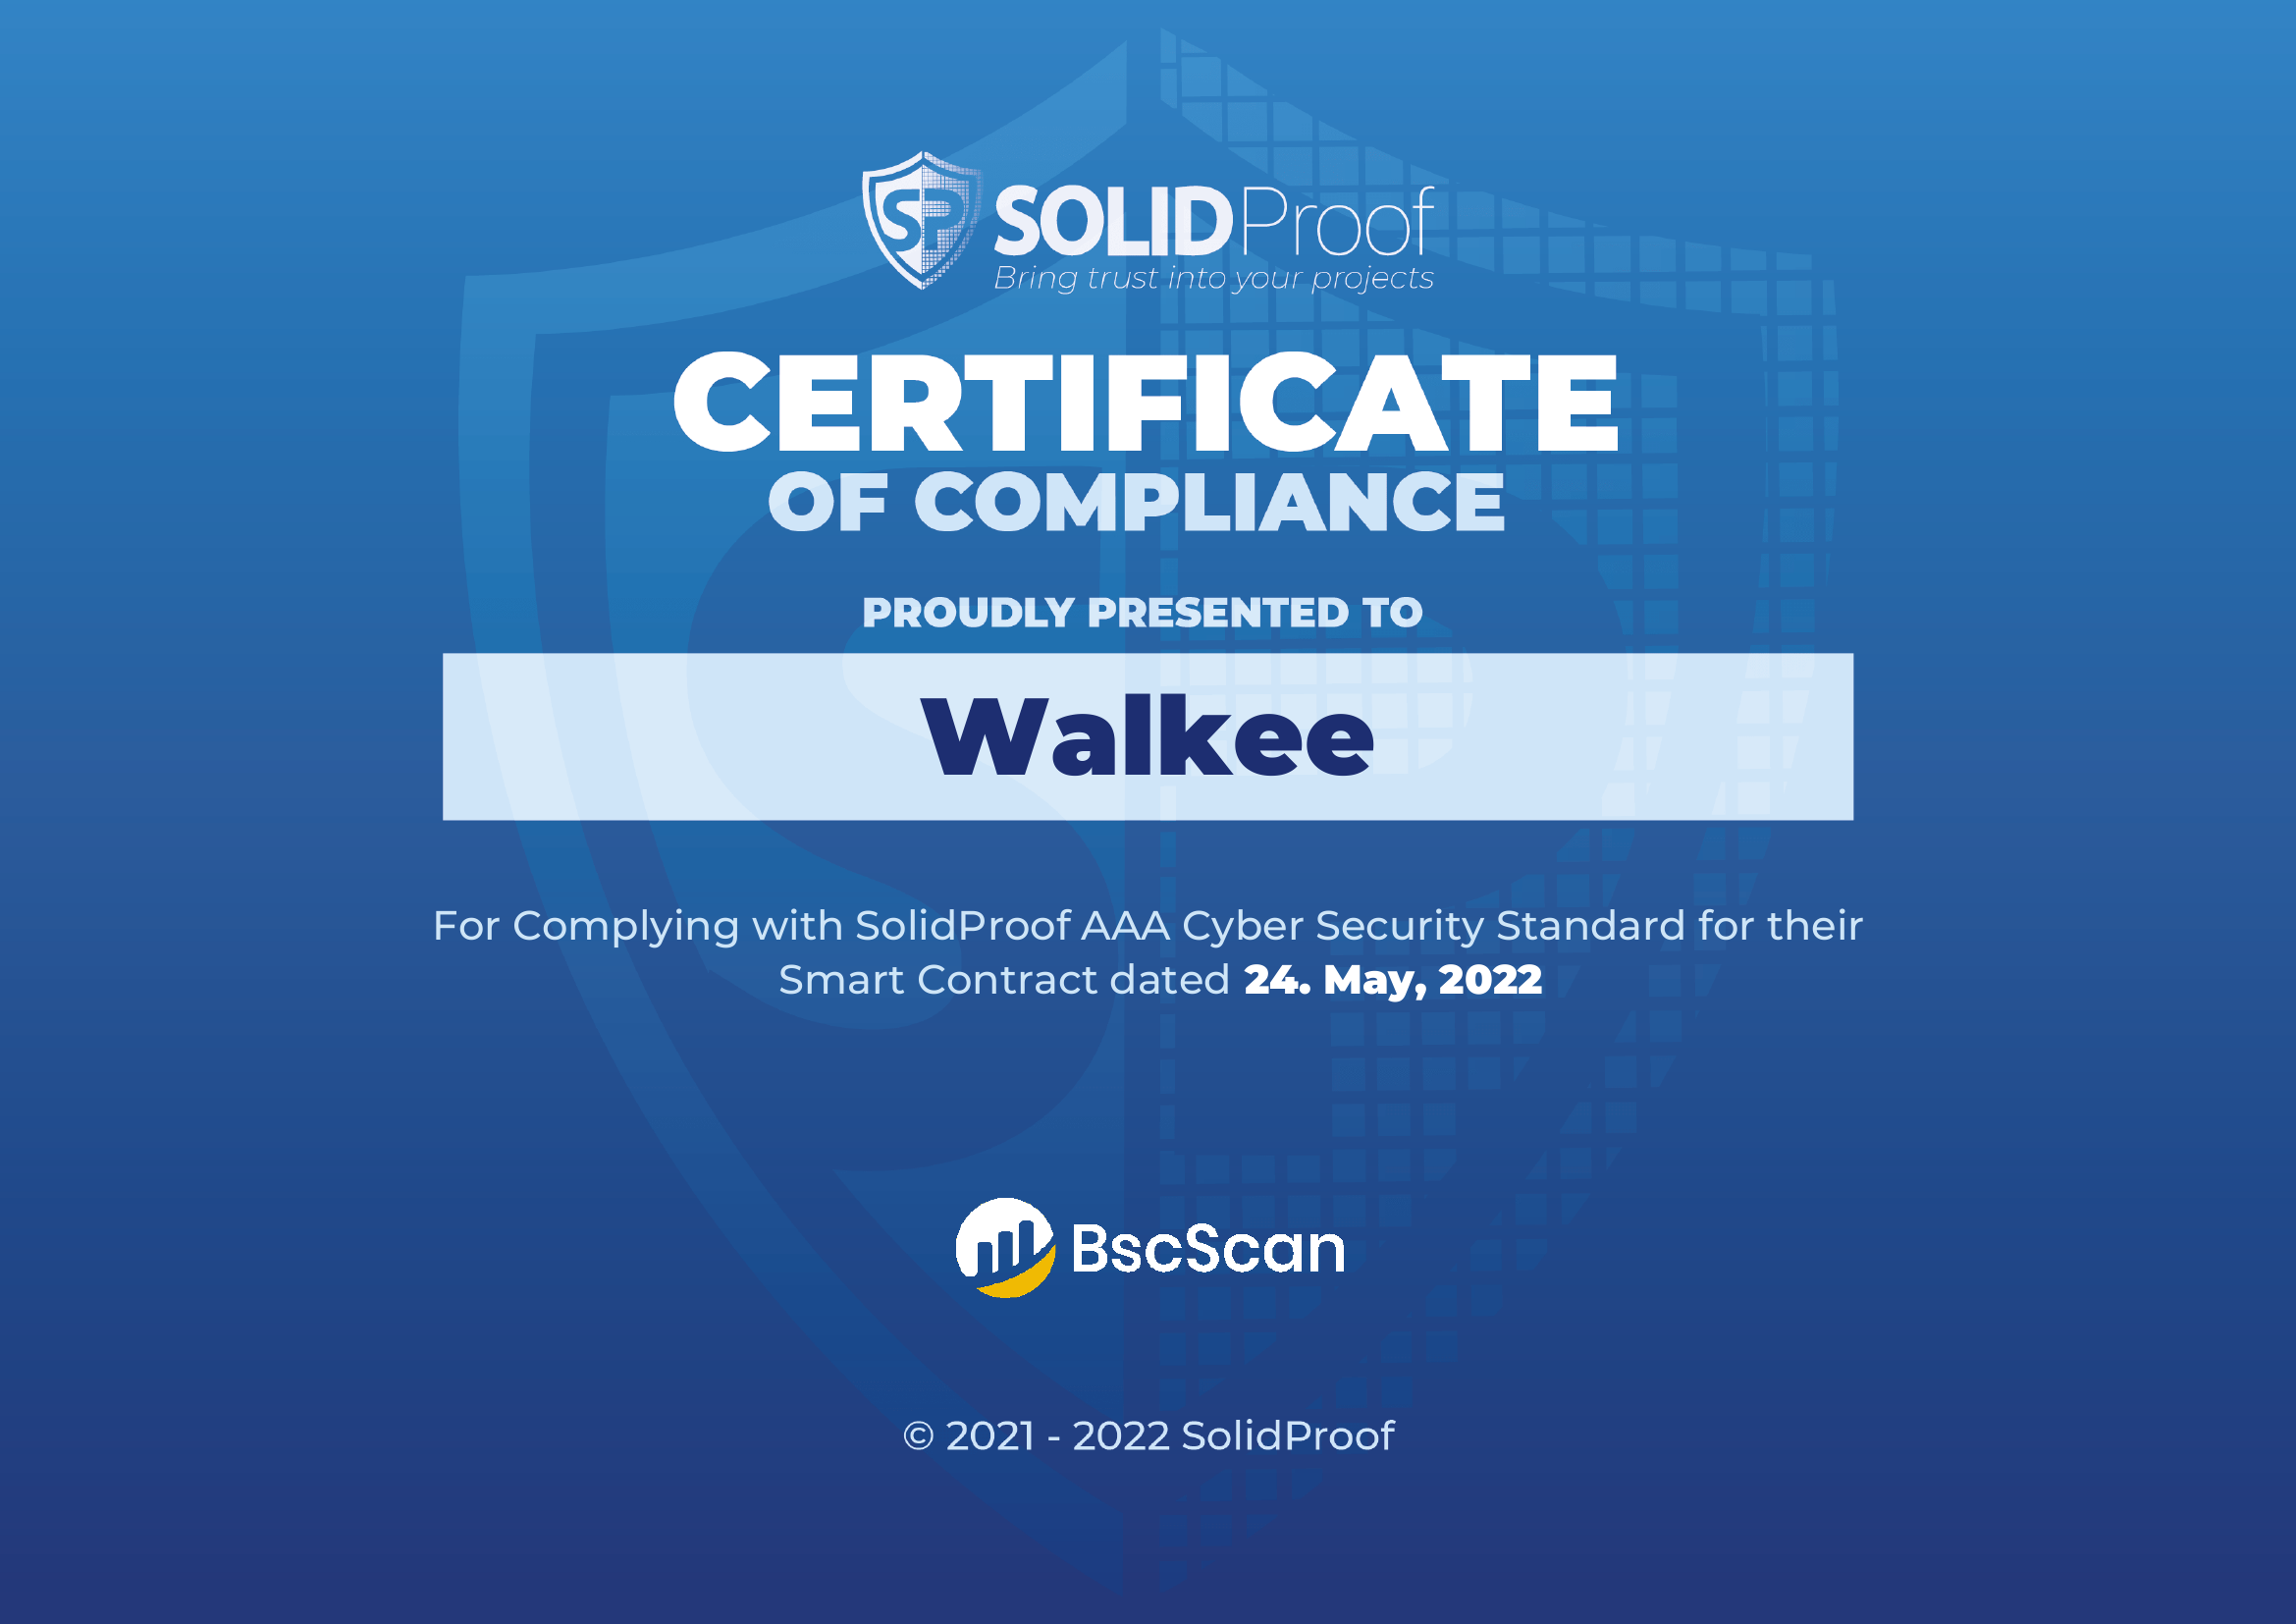 SP SOLIDProof
Bring trust into your projects
CERTIFICATE
OF COMPLIANCE
PROUDLY PRESENTED TO
Walkee
For Complying with SolidProof AAA Cyber Security Standard for their
Smart Contract dated 24. May, 2022
BscScan
© 2021 - 2022 SolidProof